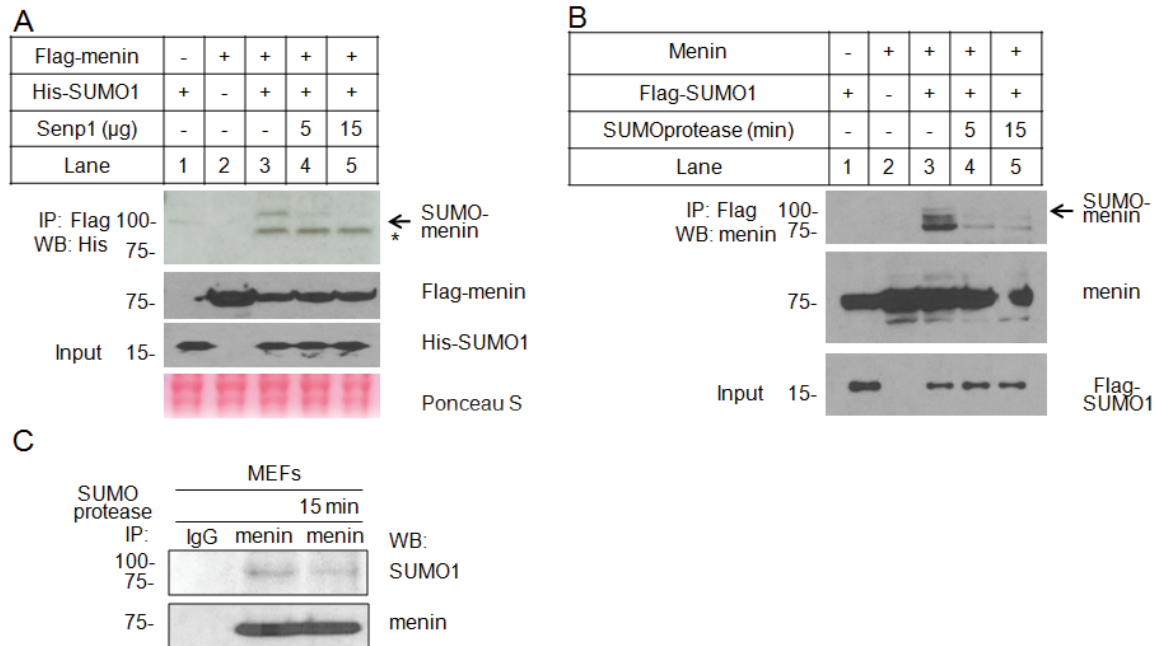 A
Flag-menin - + + + +
His-SUMO1 + - + + +
Senp1 (µg) - - - 5 15
Lane 1 2 3 4 5
IP: Flag 100- SUMO-
WB: His menin
75- *
75- Flag-menin
Input 15- His-SUMO1
Ponceau S
B
Menin - + + + +
Flag-SUMO1 + - + + +
SUMOprotease (min) - - - 5 15
Lane 1 2 3 4 5
IP: Flag 100- SUMO-
WB: menin 75- menin
75- menin
Input 15- Flag-
SUMO1
C
MEFs
SUMO
protease 15 min
IP: IgG menin menin WB:
100-
75- SUMO1
75- menin